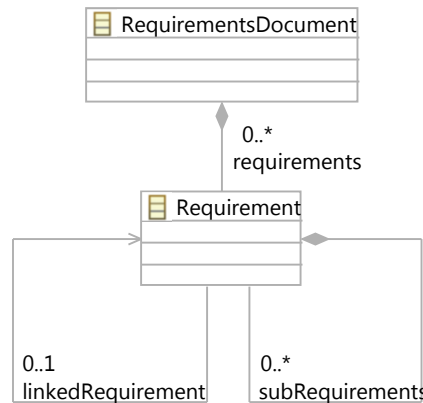 RequirementsDocument
0..*
requirements
Requirement
0..1
linkedRequirement
0..*
subRequirements